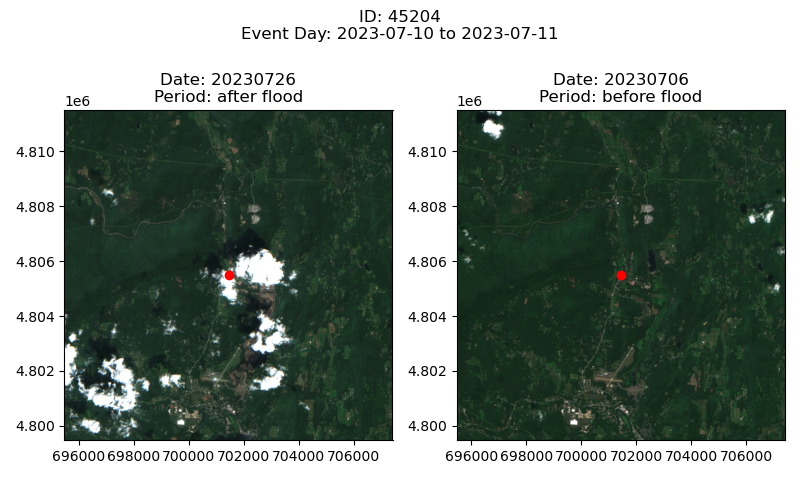 ID: 45204
Event Day: 2023-07-10 to 2023-07-11
Date: 20230726
Period: after flood
Date: 20230706
Period: before flood
1e6
1e6
4.810
4.808
4.806
4.804
4.802
4.800
4.810
4.808
4.806
4.804
4.802
4.800
696000 698000 700000 702000 704000 706000
696000 698000 700000 702000 704000 706000